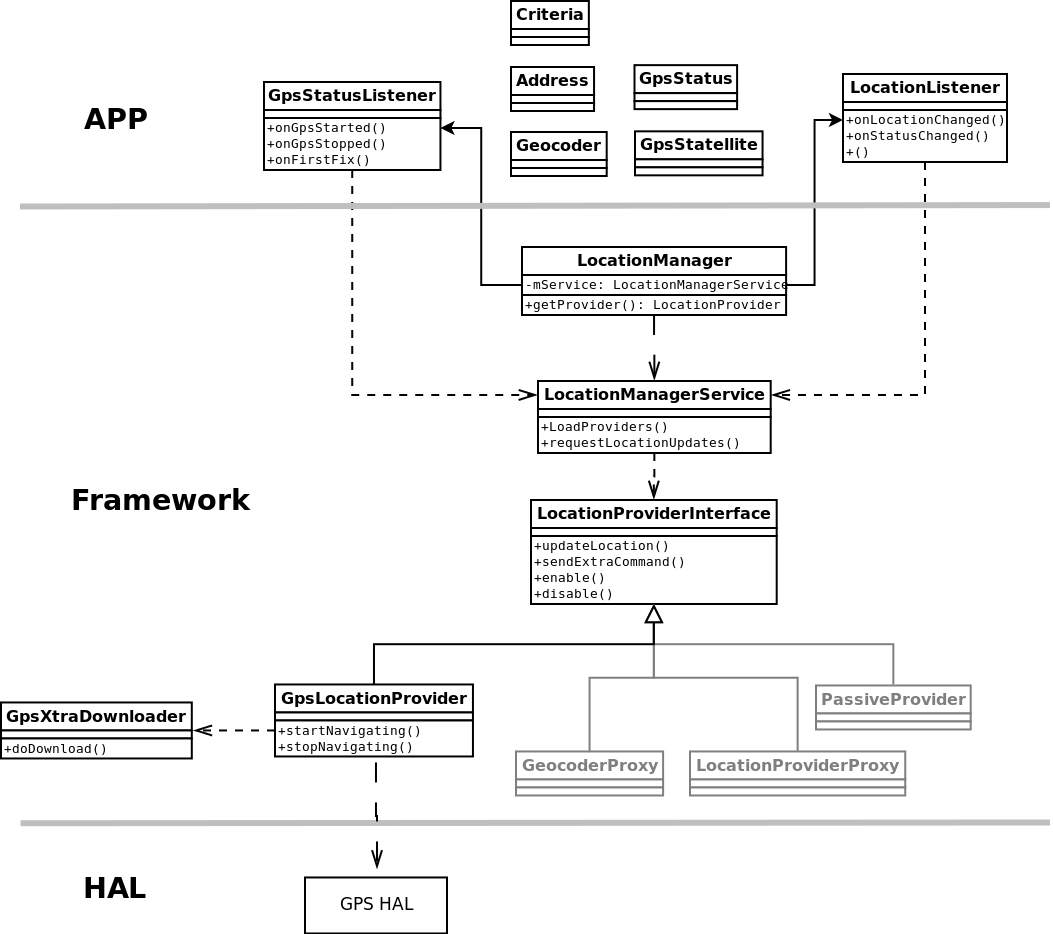 Criteria
Address
GpsStatus
Geocoder
GpsStatellite
APP
GpsStatusListener
+onGpsStarted()
+onGpsStopped()
+onFirstFix()
LocationListener
+onLocationChanged()
+onStatusChanged()
+()
LocationManager
-mService: LocationManagerService
+getProvider(): LocationProvider
LocationManagerService
+LoadProviders()
+requestLocationUpdates()
Framework
LocationProviderInterface
+updateLocation()
+sendExtraCommand()
+enable()
+disable()
GpsXtraDownloader
+doDownload()
GpsLocationProvider
+startNavigating()
+stopNavigating()
PassiveProvider
GeocoderProxy
LocationProviderProxy
HAL
GPS HAL